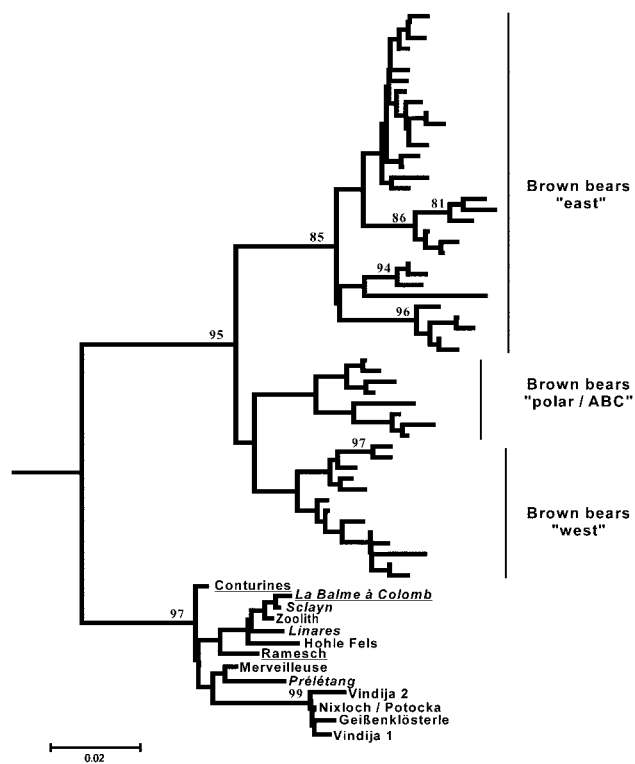 81
Brown bears
"east"
86
85
94
96
95
Brown bears
"polar / ABC"
97
Brown bears
"west"
Conturines
La Balme à Colomb
97
Sclayn
Zoolith
Linares
Hohle Fels
Ramesch
Merveilleuse
Prélétang
99
Vindija 2
Nixloch / Potocka
Geißenklösterle
Vindija 1
0.02